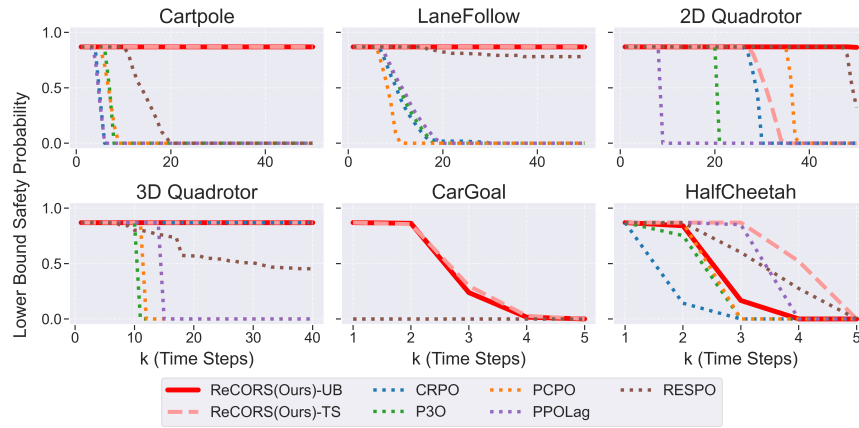 Cartpole LaneFollow 2D Quadrotor
1.0
0.5
0.0
0 20 40 0 20 40 0 20 40
Lower Bound Safety Probability
3D Quadrotor CarGoal HalfCheetah
1.0
0.5
0.0
0 10 20 30 40 1 2 3 4 5 1 2 3 4 5
k (Time Steps) k (Time Steps) k (Time Steps)
ReCORS(Ours)-UB CRPO PCPO RESPO
ReCORS(Ours)-TS P3O PPOLag